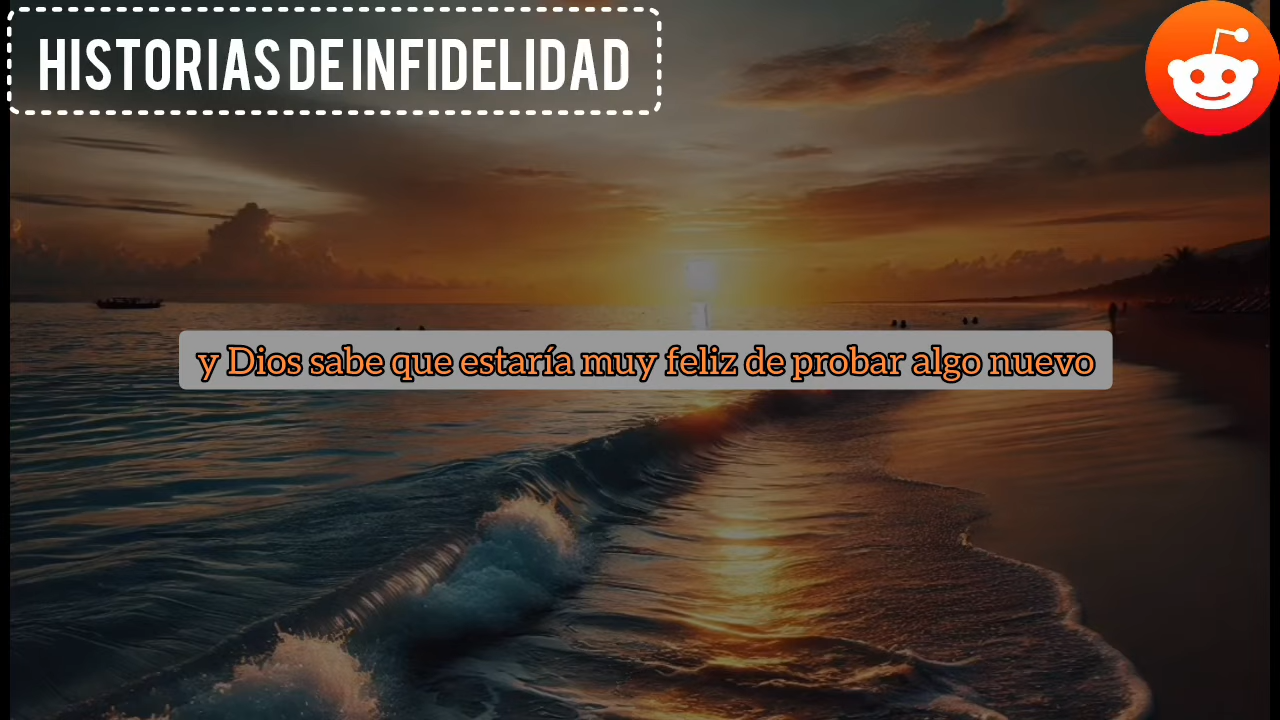 HISTORIAS DE INFIDELIDAD
y Dios sabe que estaría muy feliz de probar algo nuevo